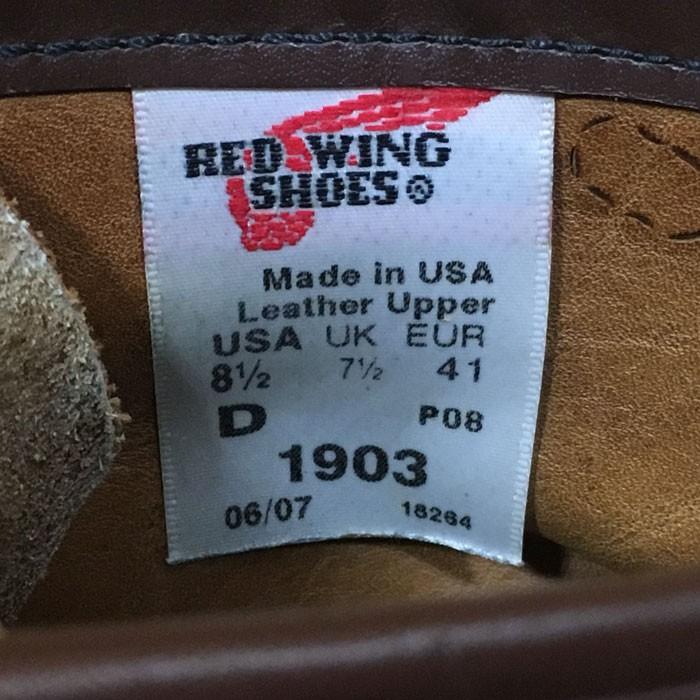 RED WING
SHOES®
Made in USA
Leather Upper
USA UK EUR
8½ 7½ 41
D P08
1903
06/07 18264